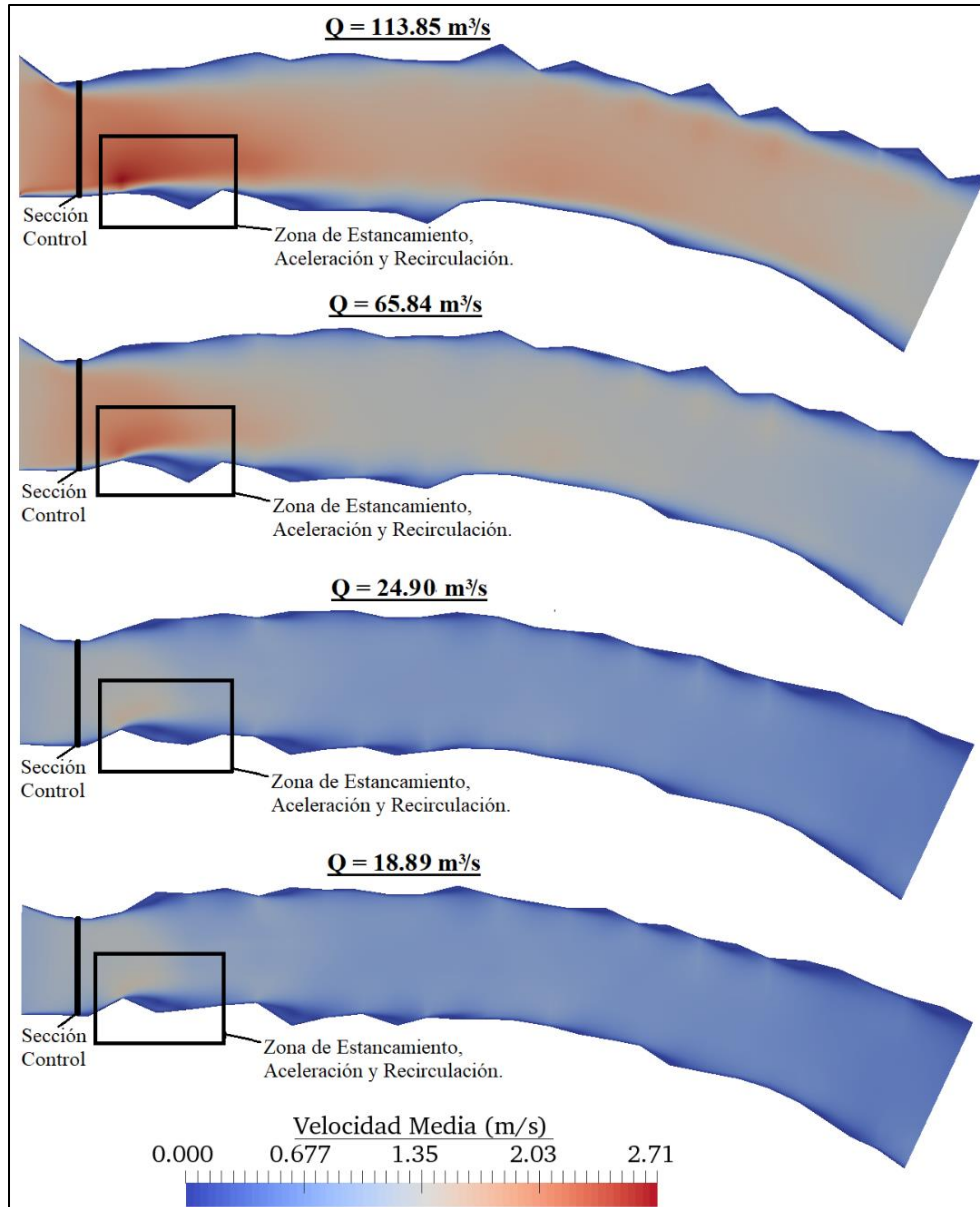 Q = 113.85 m³/s
Sección
Control
Zona de Estancamiento,
Aceleración y Recirculación.
Q = 65.84 m³/s
Sección
Control
Zona de Estancamiento,
Aceleración y Recirculación.
Q = 24.90 m³/s
Sección
Control
Zona de Estancamiento,
Aceleración y Recirculación.
Q = 18.89 m³/s
Sección
Control
Zona de Estancamiento,
Aceleración y Recirculación.
Velocidad Media (m/s)
0.000 0.677 1.35 2.03 2.71